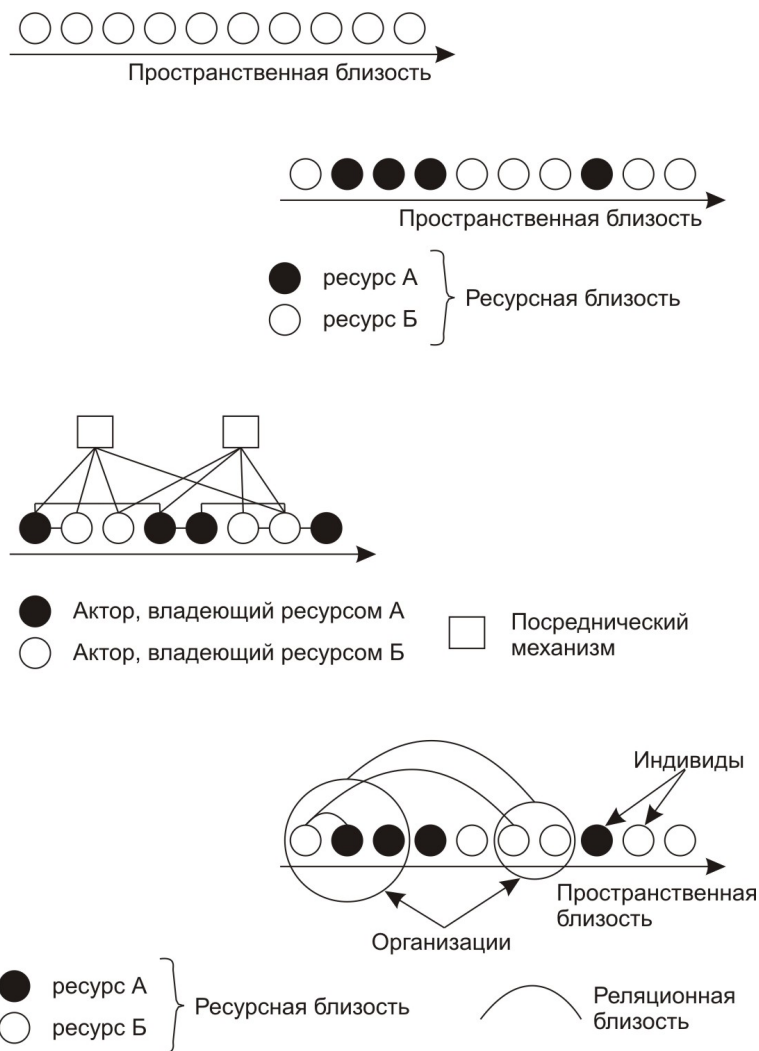 Пространственная близость
Пространственная близость
ресурс А
ресурс Б
Ресурсная близость
Актор, владеющий ресурсом А
Актор, владеющий ресурсом Б
Посреднический
механизм
Индивиды
Пространственная
близость
Организации
ресурс А
ресурс Б
Ресурсная близость
Реляционная
близость